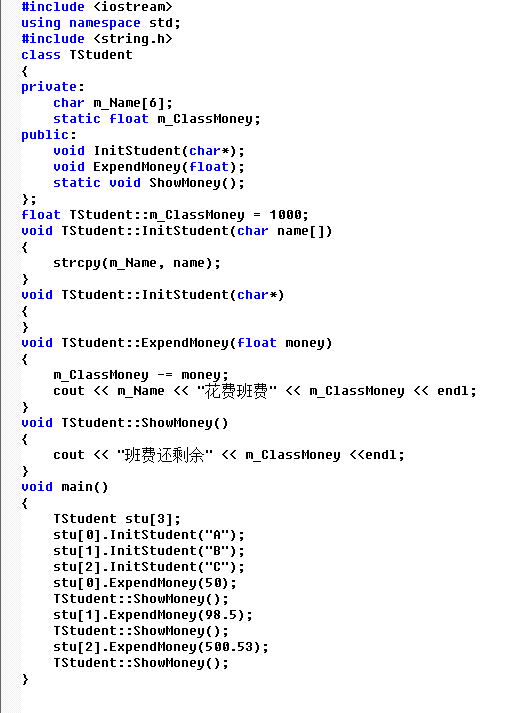 #include <iostream>
using namespace std;
#include <string.h>
class TStudent
{
private:
    char m_Name[6];
    static float m_ClassMoney;
public:
    void InitStudent(char*);
    void ExpendMoney(float);
    static void ShowMoney();
};
float TStudent::m_ClassMoney = 1000;
void TStudent::InitStudent(char name[])
{
    strcpy(m_Name, name);
}
void TStudent::InitStudent(char*)
{
}
void TStudent::ExpendMoney(float money)
{
    m_ClassMoney -= money;
    cout << m_Name << "花费班费" << m_ClassMoney << endl;
}
void TStudent::ShowMoney()
{
    cout << "班费还剩余" << m_ClassMoney <<endl;
}
void main()
{
    TStudent stu[3];
    stu[0].InitStudent("A");
    stu[1].InitStudent("B");
    stu[2].InitStudent("C");
    stu[0].ExpendMoney(50);
    TStudent::ShowMoney();
    stu[1].ExpendMoney(98.5);
    TStudent::ShowMoney();
    stu[2].ExpendMoney(500.53);
    TStudent::ShowMoney();
}